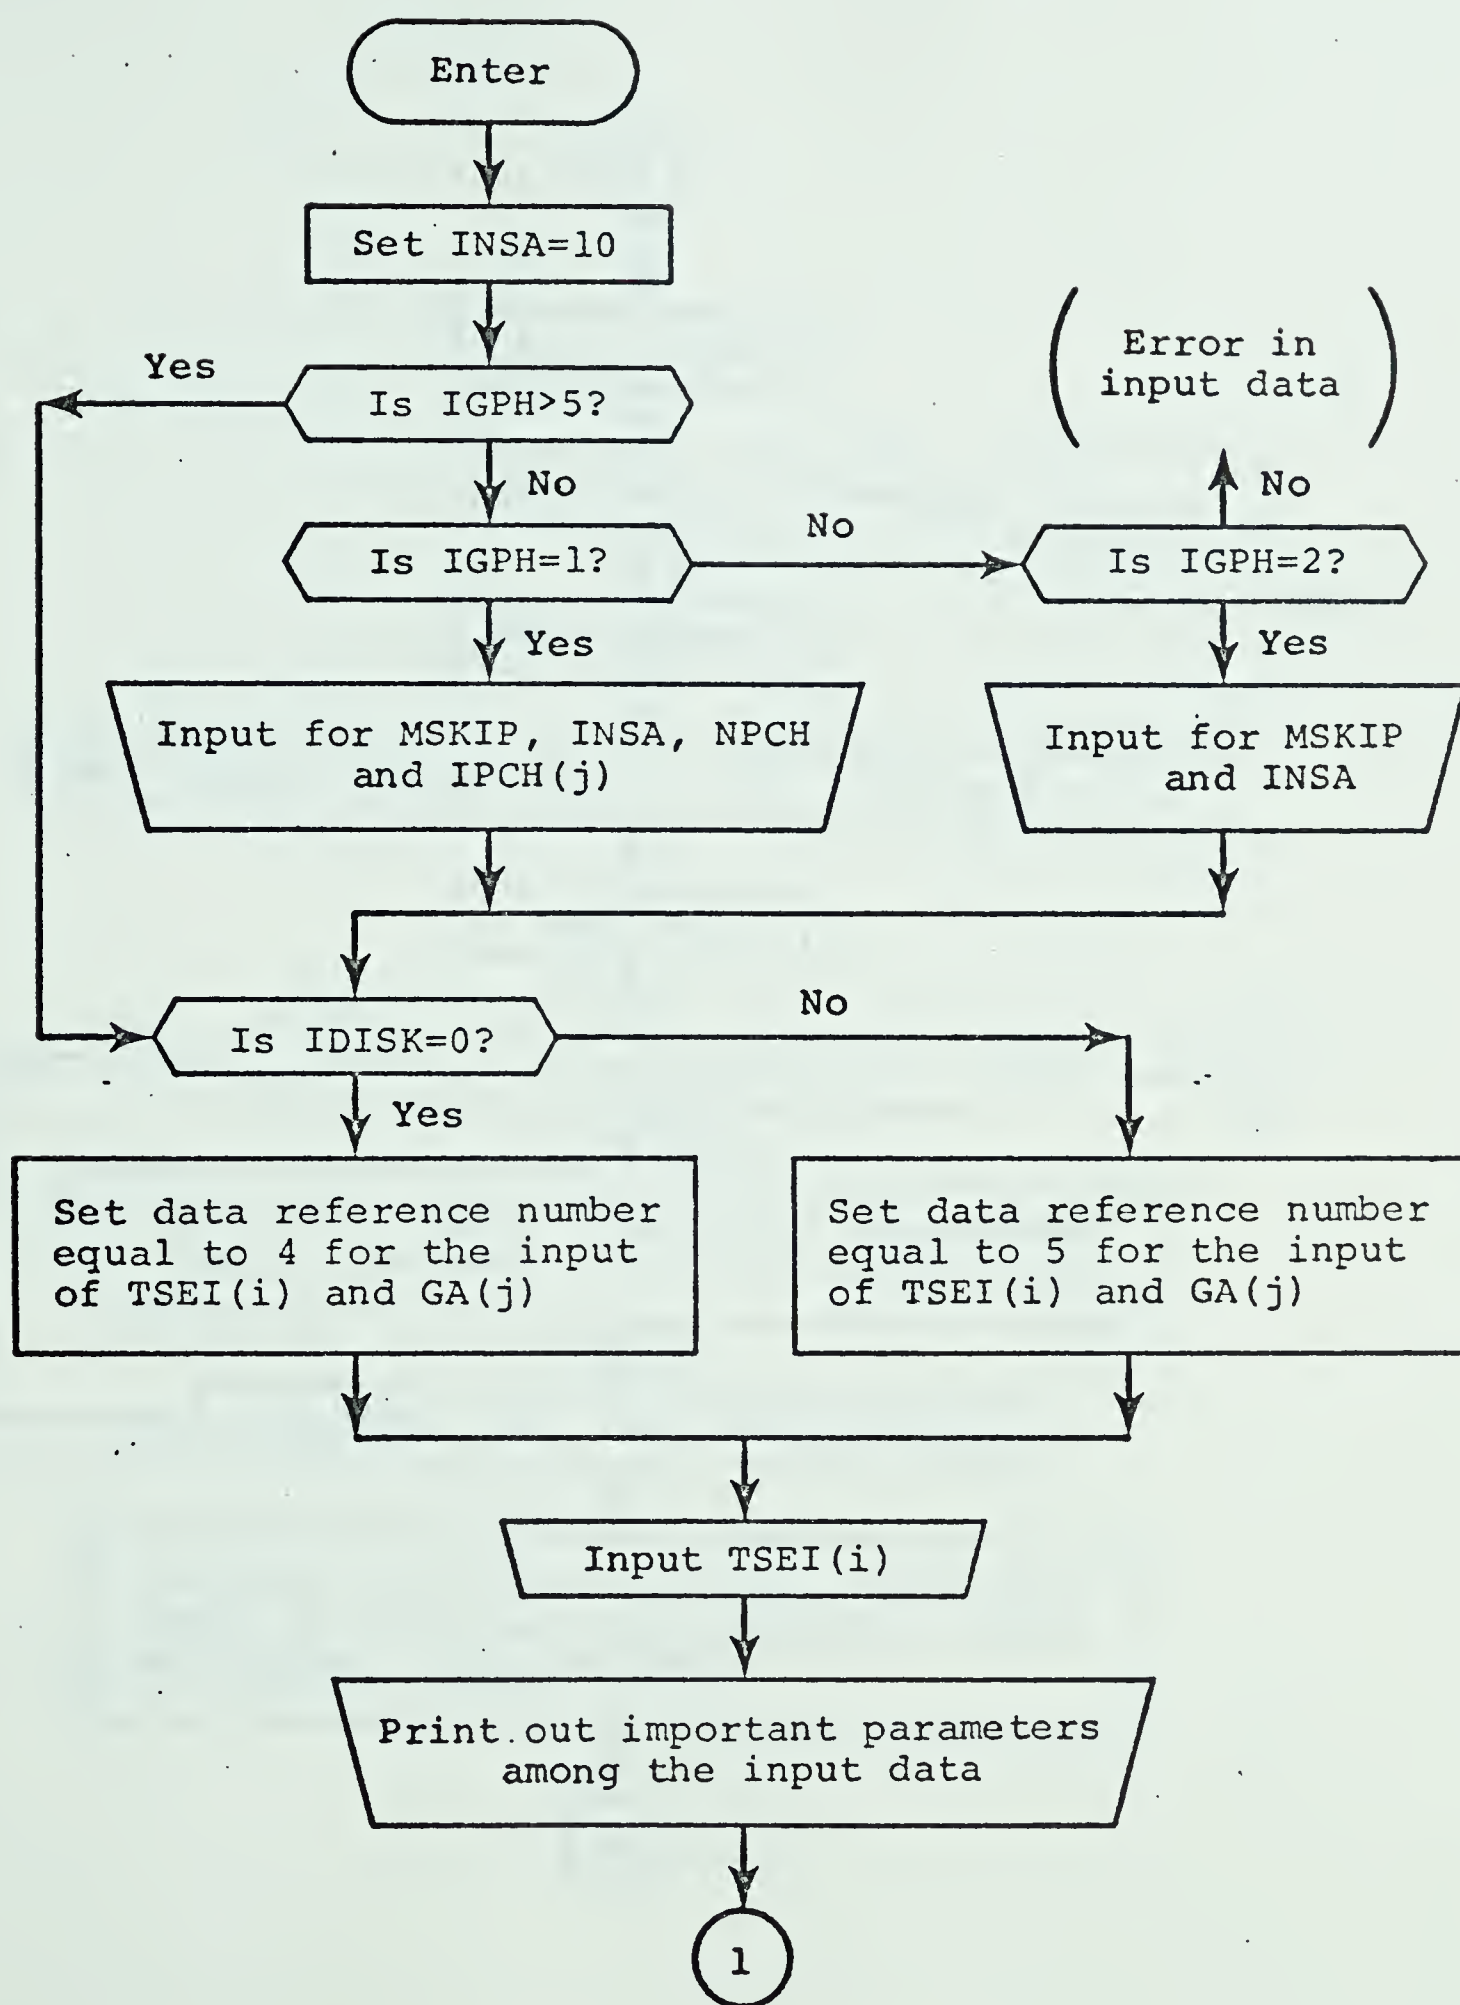 Enter
Set INSA=10
Yes
Is IGPH>5?
Error in
input data
No
No
Is IGPH=1?
No
Is IGPH=2?
Yes
Yes
Input for MSKIP, INSA, NPCH
and IPCH(j)
Input for MSKIP
and INSA
Is IDISK=0?
No
Yes
Set data reference number
equal to 4 for the input
of TSEI(i) and GA(j)
Set data reference number
equal to 5 for the input
of TSEI(i) and GA(j)
Input TSEI(i)
Print out important parameters
among the input data
1